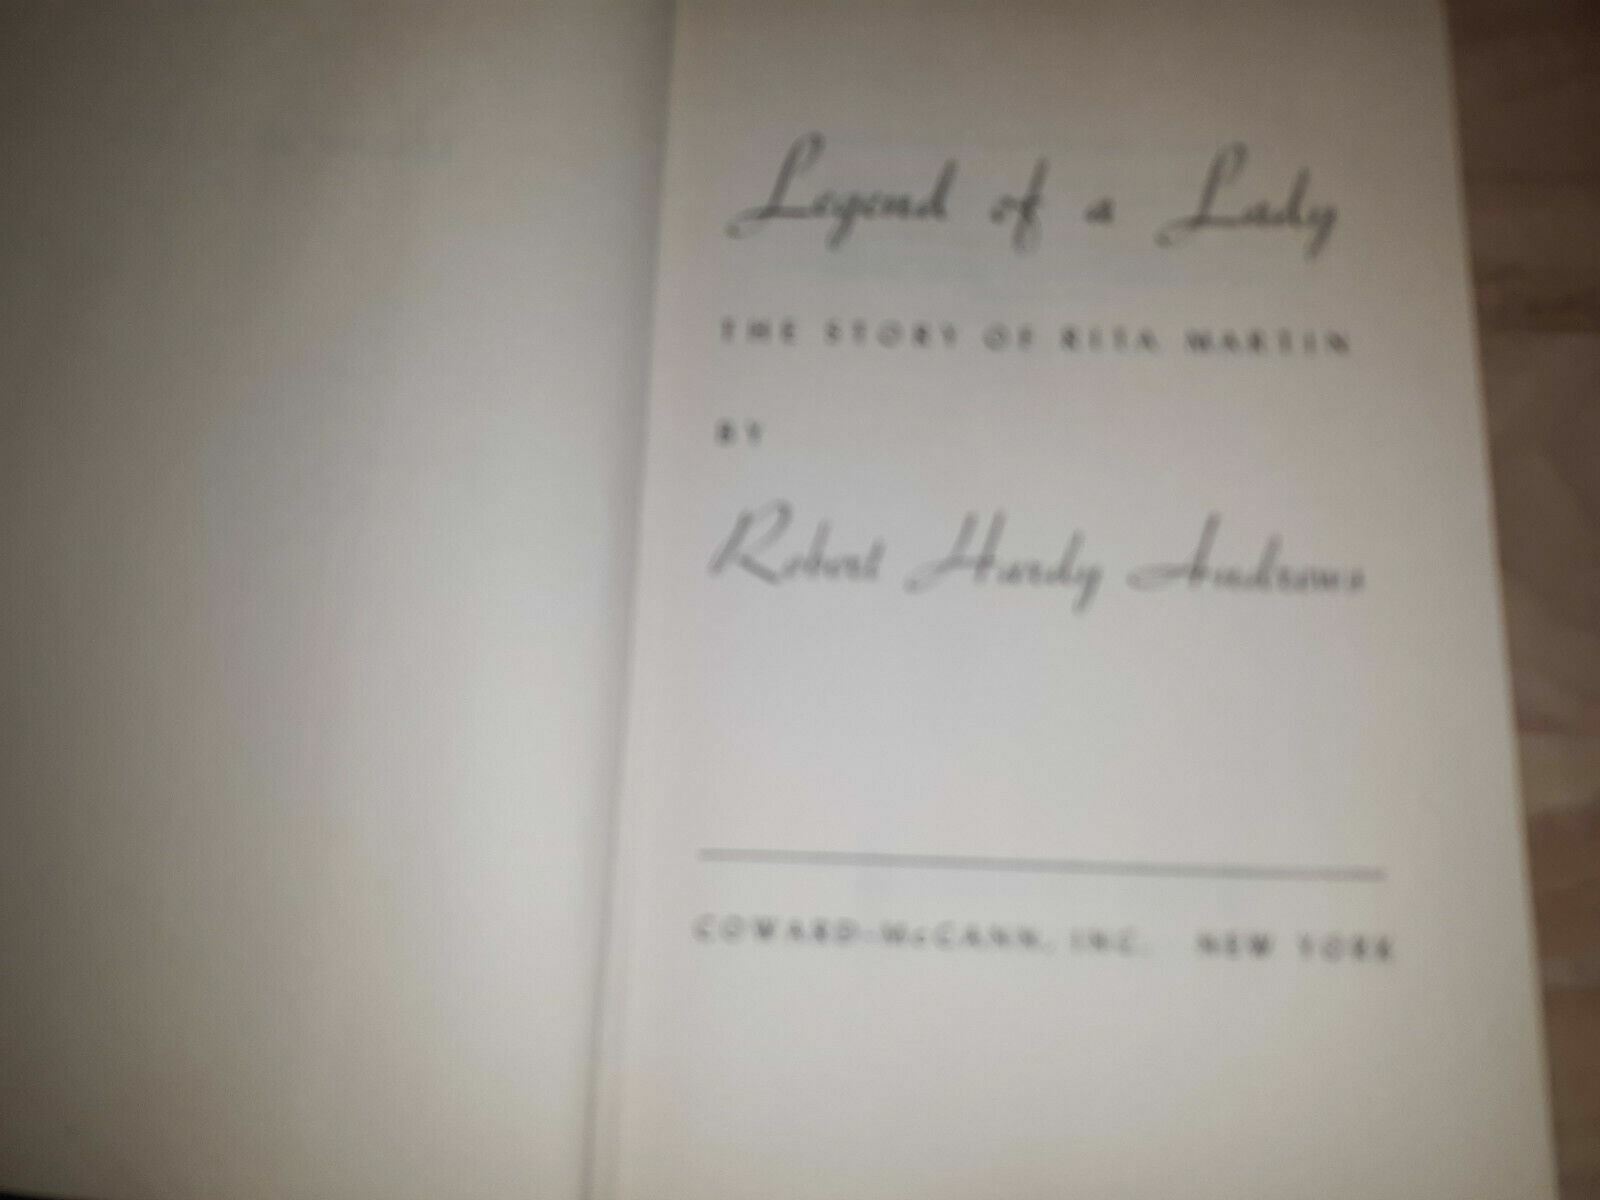 Legend of a Lady
THE STORY OF RITA MARTIN
BY
Robert Hardy Andrews
COWARD-McCANN, INC. NEW YORK